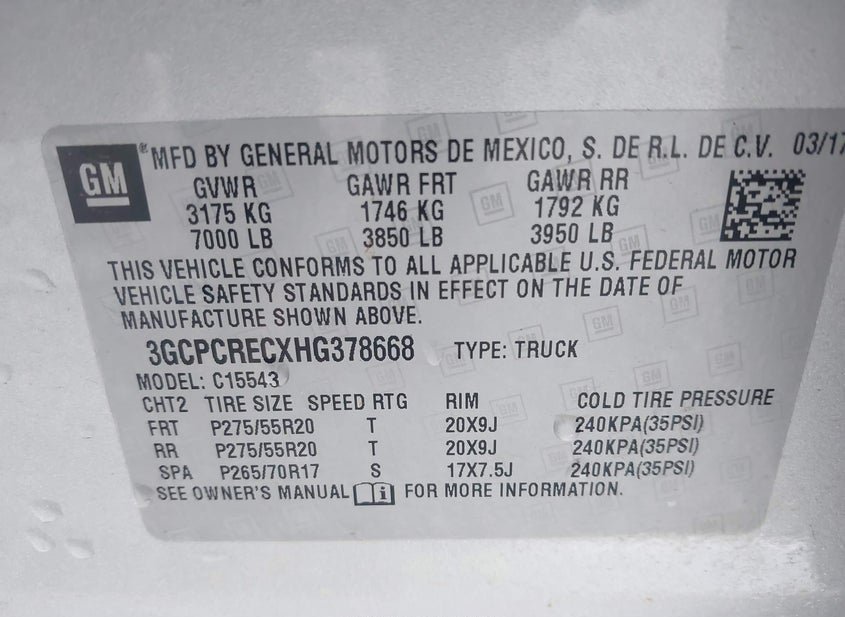 GM
® MFD BY GENERAL MOTORS DE MEXICO, S. DE R.L. DE C.V. 03/17
GVWR GAWR FRT GAWR RR
3175 KG 1746 KG 1792 KG
7000 LB 3850 LB 3950 LB
THIS VEHICLE CONFORMS TO ALL APPLICABLE U.S. FEDERAL MOTOR
VEHICLE SAFETY STANDARDS IN EFFECT ON THE DATE OF
MANUFACTURE SHOWN ABOVE.
3GCPCRECXHG378668 TYPE: TRUCK
MODEL: C15543
CHT2 TIRE SIZE SPEED RTG RIM COLD TIRE PRESSURE
FRT P275/55R20 T 20X9J 240KPA(35PSI)
RR P275/55R20 T 20X9J 240KPA(35PSI)
SPA P265/70R17 S 17X7.5J 240KPA(35PSI)
SEE OWNER'S MANUAL i FOR MORE INFORMATION.